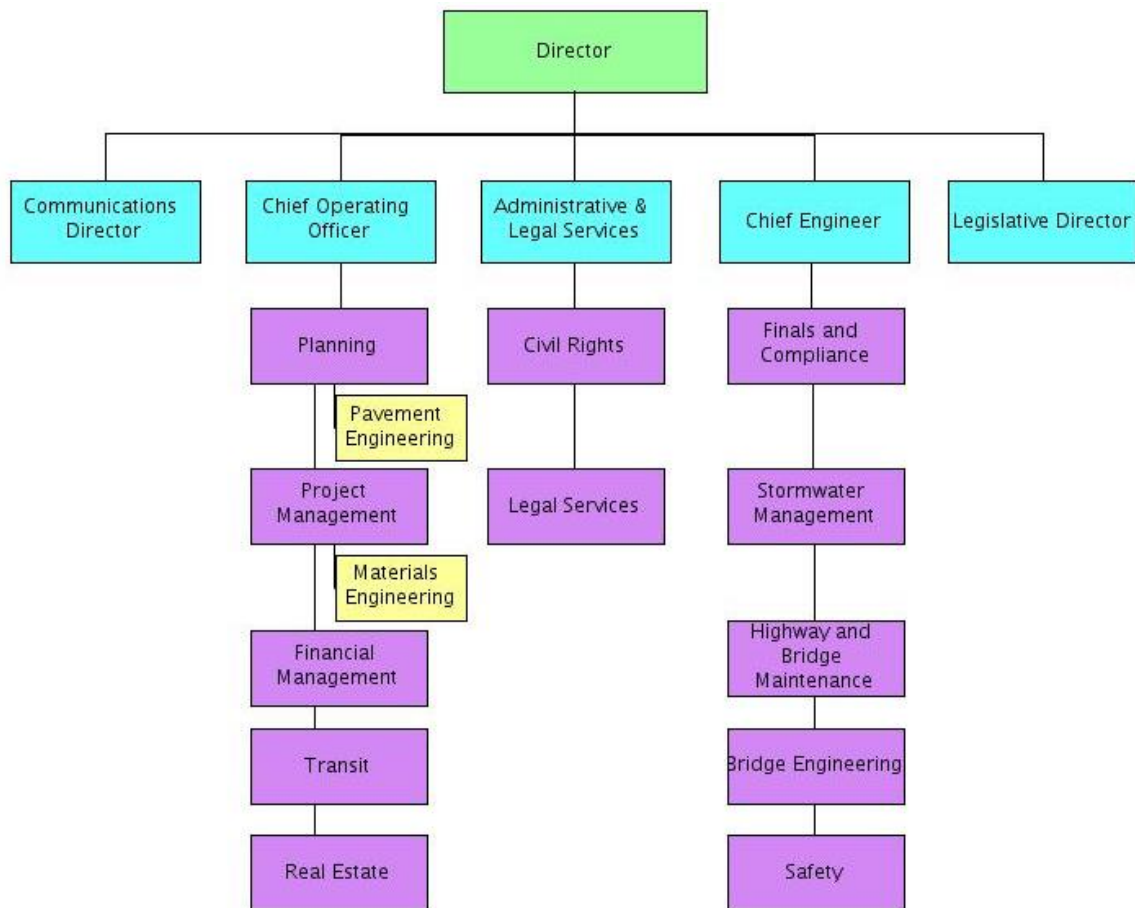 Director
Communications
Director
Chief Operating
Officer
Administrative &
Legal Services
Chief Engineer
Legislative Director
Planning
Civil Rights
Finals and
Compliance
Pavement
Engineering
Project
Management
Legal Services
Stormwater
Management
Materials
Engineering
Financial
Management
Highway and
Bridge
Maintenance
Transit
Bridge Engineering
Real Estate
Safety